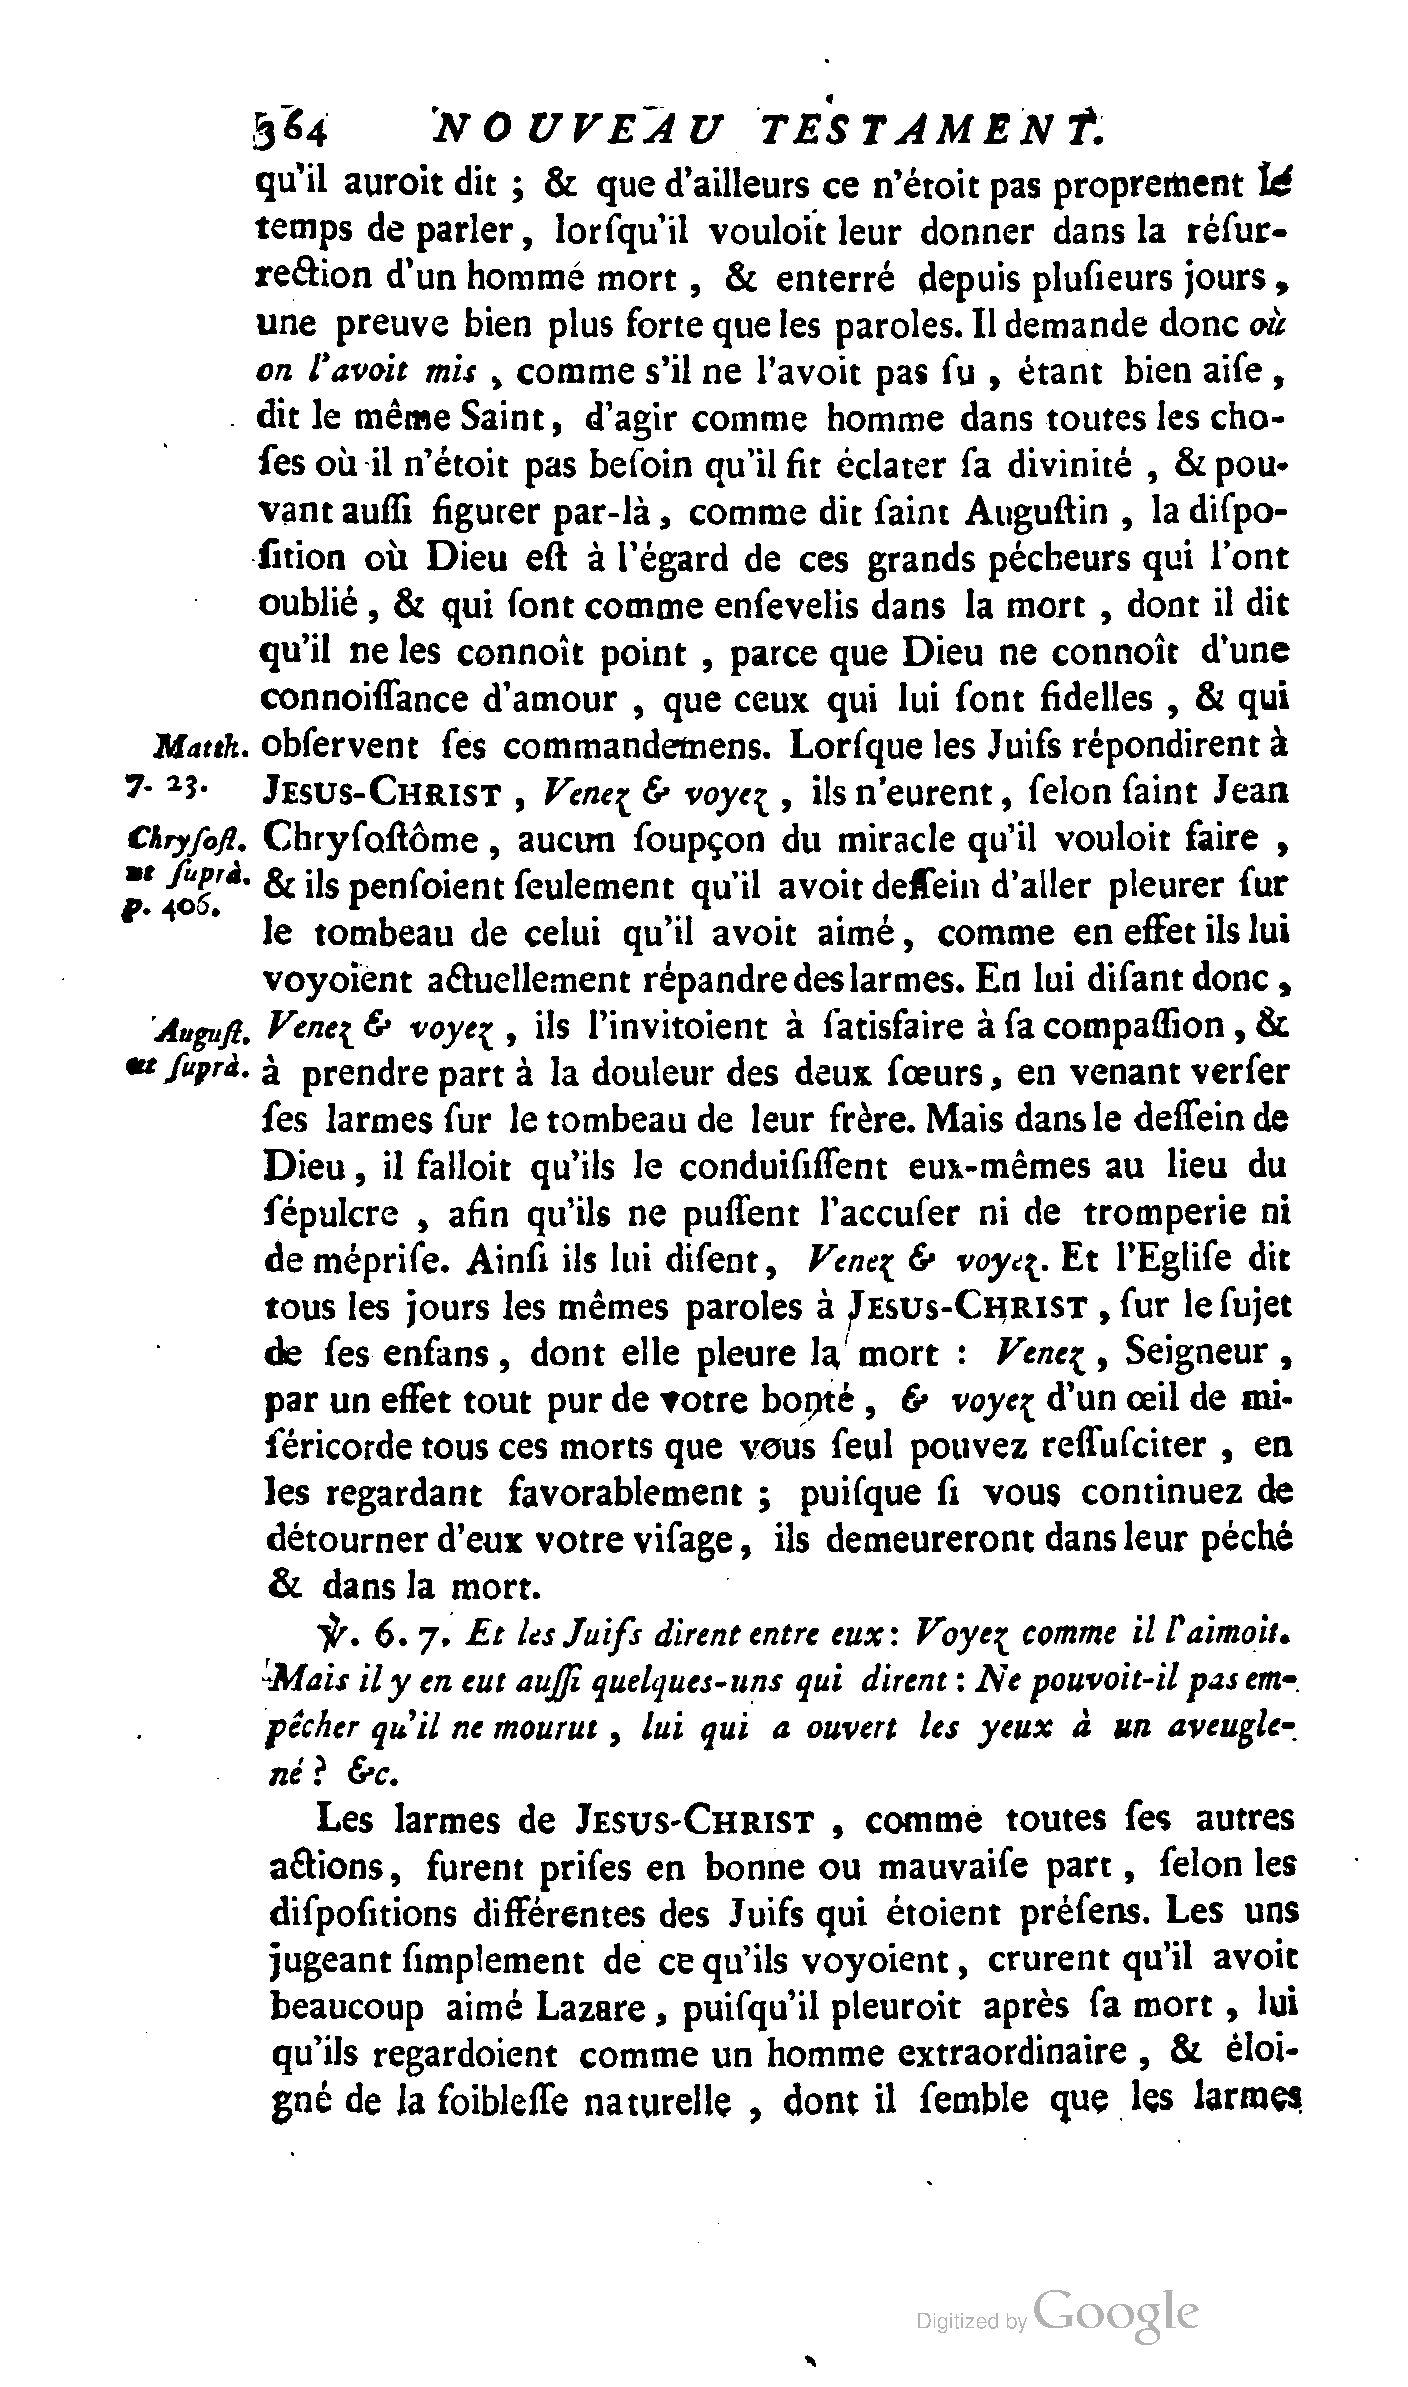 364 NOUVEAU TESTAMENT.
qu'il auroit dit ; & que d'ailleurs ce n'étoit pas proprement le
temps de parler, lorſqu'il vouloit leur donner dans la réſur-
rection d'un hommé mort, & enterré depuis pluſieurs jours,
une preuve bien plus forte que les paroles. Il demande donc où
on l'avoit mis, comme s'il ne l'avoit pas ſu, étant bien aiſe,
dit le même Saint, d'agir comme homme dans toutes les cho-
ſes où il n'étoit pas beſoin qu'il fit éclater ſa divinité, & pou-
vant auſſi figurer par-là, comme dit ſaint Auguſtin, la diſpo-
ſition où Dieu eſt à l'égard de ces grands pécheurs qui l'ont
oublié, & qui ſont comme enſevelis dans la mort, dont il dit
qu'il ne les connoît point, parce que Dieu ne connoît d'une
connoiſſance d'amour, que ceux qui lui ſont fidelles, & qui
Matth. obſervent ſes commandemens. Lorſque les Juifs répondirent à
7. 23. JESUS-CHRIST, Venez & voyez, ils n'eurent, ſelon ſaint Jean
Chryſoſt. Chryſoſtôme, aucun ſoupçon du miracle qu'il vouloit faire,
ut ſuprà. & ils penſoient ſeulement qu'il avoit deſſein d'aller pleurer ſur
p. 406.
le tombeau de celui qu'il avoit aimé, comme en effet ils lui
voyoient actuellement répandre des larmes. En lui diſant donc,
Auguſt. Venez & voyez, ils l'invitoient à ſatisfaire à ſa compaſſion, &
ut ſuprà. à prendre part à la douleur des deux ſœurs, en venant verſer
ſes larmes ſur le tombeau de leur frère. Mais dans le deſſein de
Dieu, il falloit qu'ils le conduiſiſſent eux-mêmes au lieu du
ſépulcre, afin qu'ils ne puſſent l'accuſer ni de tromperie ni
de mépriſe. Ainſi ils lui diſent, Venez & voyez. Et l'Egliſe dit
tous les jours les mêmes paroles à JESUS-CHRIST, ſur le ſujet
de ſes enfans, dont elle pleure la mort : Venez, Seigneur,
par un effet tout pur de votre bonté, & voyez d'un œil de mi-
ſéricorde tous ces morts que vous ſeul pouvez reſſuſciter, en
les regardant favorablement ; puiſque ſi vous continuez de
détourner d'eux votre viſage, ils demeureront dans leur péché
& dans la mort.
℣. 6. 7. Et les Juifs dirent entre eux : Voyez comme il l'aimoit.
Mais il y en eut auſſi quelques-uns qui dirent : Ne pouvoit-il pas em-
pêcher qu'il ne mourut, lui qui a ouvert les yeux à un aveugle-
né ? &c.
Les larmes de JESUS-CHRIST, comme toutes ſes autres
actions, furent priſes en bonne ou mauvaiſe part, ſelon les
diſpoſitions différentes des Juifs qui étoient préſens. Les uns
jugeant ſimplement de ce qu'ils voyoient, crurent qu'il avoit
beaucoup aimé Lazare, puiſqu'il pleuroit après ſa mort, lui
qu'ils regardoient comme un homme extraordinaire, & éloi-
gné de la foibleſſe naturelle, dont il ſemble que les larmes
Digitized by Google